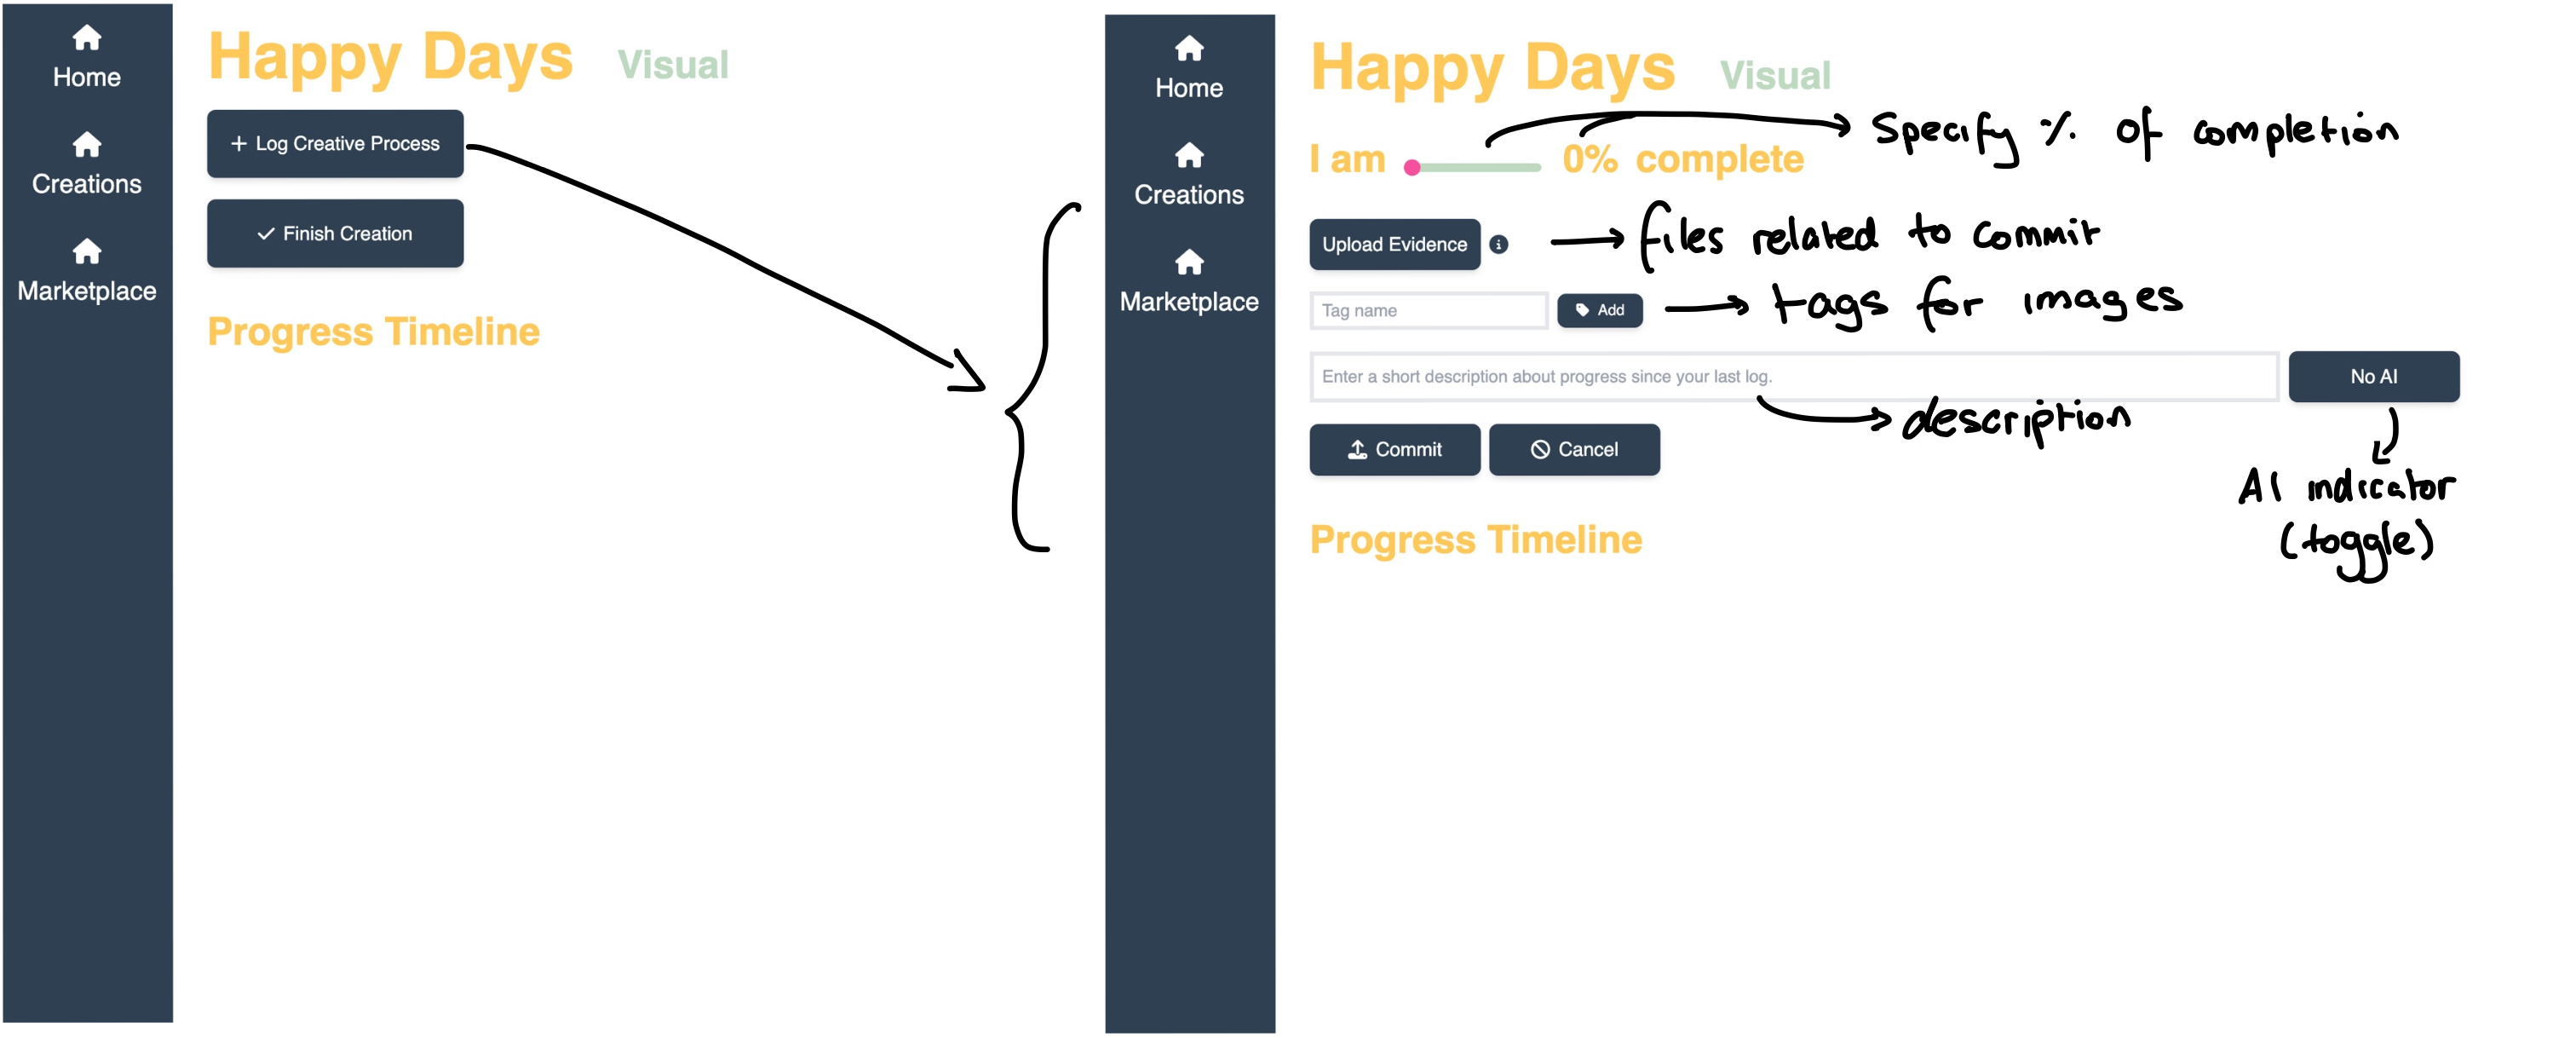 Home
Creations
Marketplace
Happy Days Visual
+ Log Creative Process
Finish Creation
Progress Timeline
Home
Creations
Marketplace
Happy Days Visual
I am 0% complete
Specify % of completion
Upload Evidence
files related to commit
Tag name
Add
tags for images
Enter a short description about progress since your last log.
No AI
description
Commit
Cancel
AI indicator
(toggle)
Progress Timeline